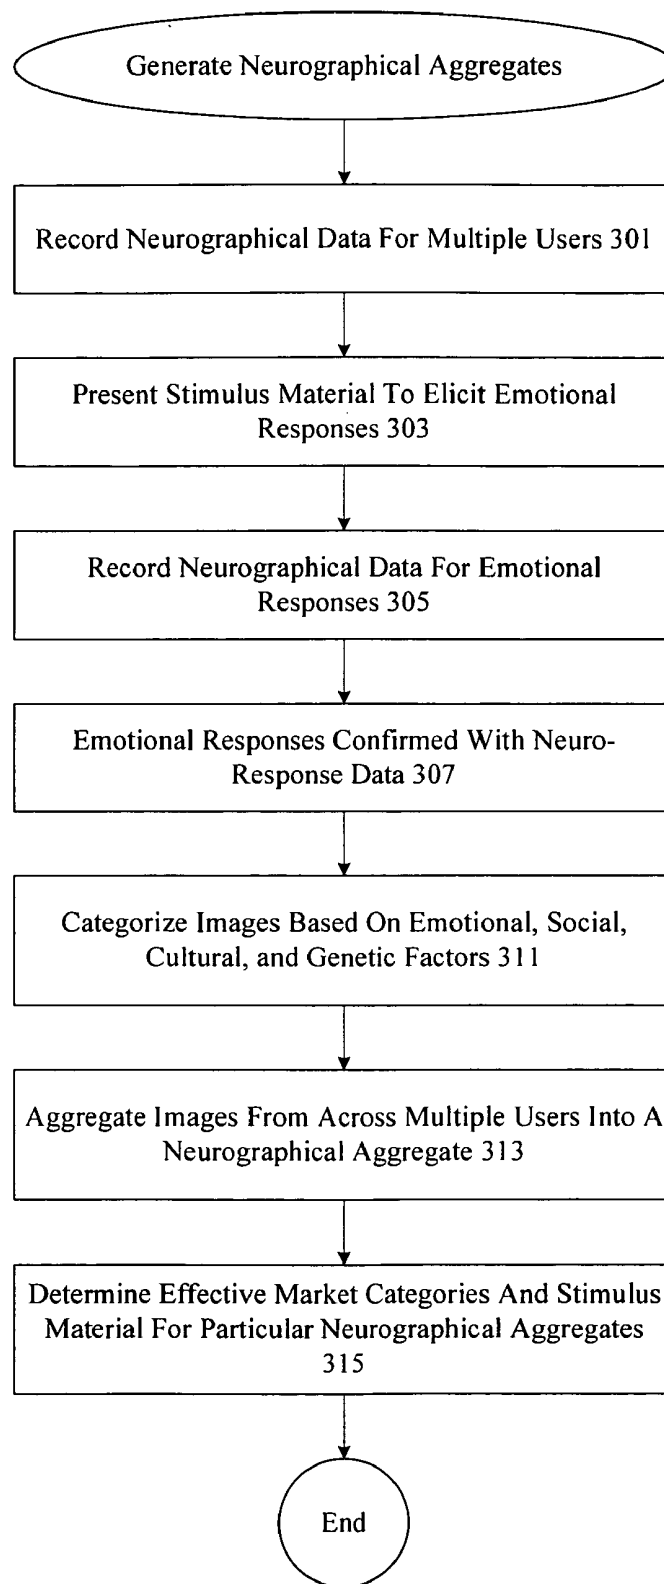 Generate Neurographical Aggregates
Record Neurographical Data For Multiple Users 301
Present Stimulus Material To Elicit Emotional
Responses 303
Record Neurographical Data For Emotional
Responses 305
Emotional Responses Confirmed With Neuro-
Response Data 307
Categorize Images Based On Emotional, Social,
Cultural, and Genetic Factors 311
Aggregate Images From Across Multiple Users Into A
Neurographical Aggregate 313
Determine Effective Market Categories And Stimulus
Material For Particular Neurographical Aggregates
315
End